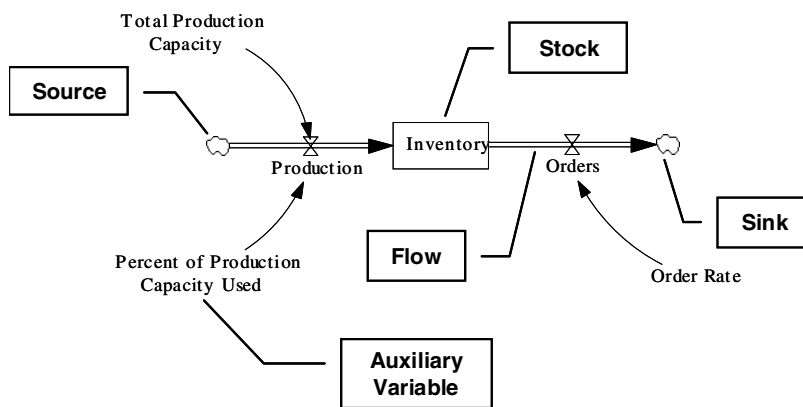 Total Production
Capacity
Stock
Source
Inventory
Production
Orders
Sink
Flow
Percent of Production
Capacity Used
Order Rate
Auxiliary
Variable